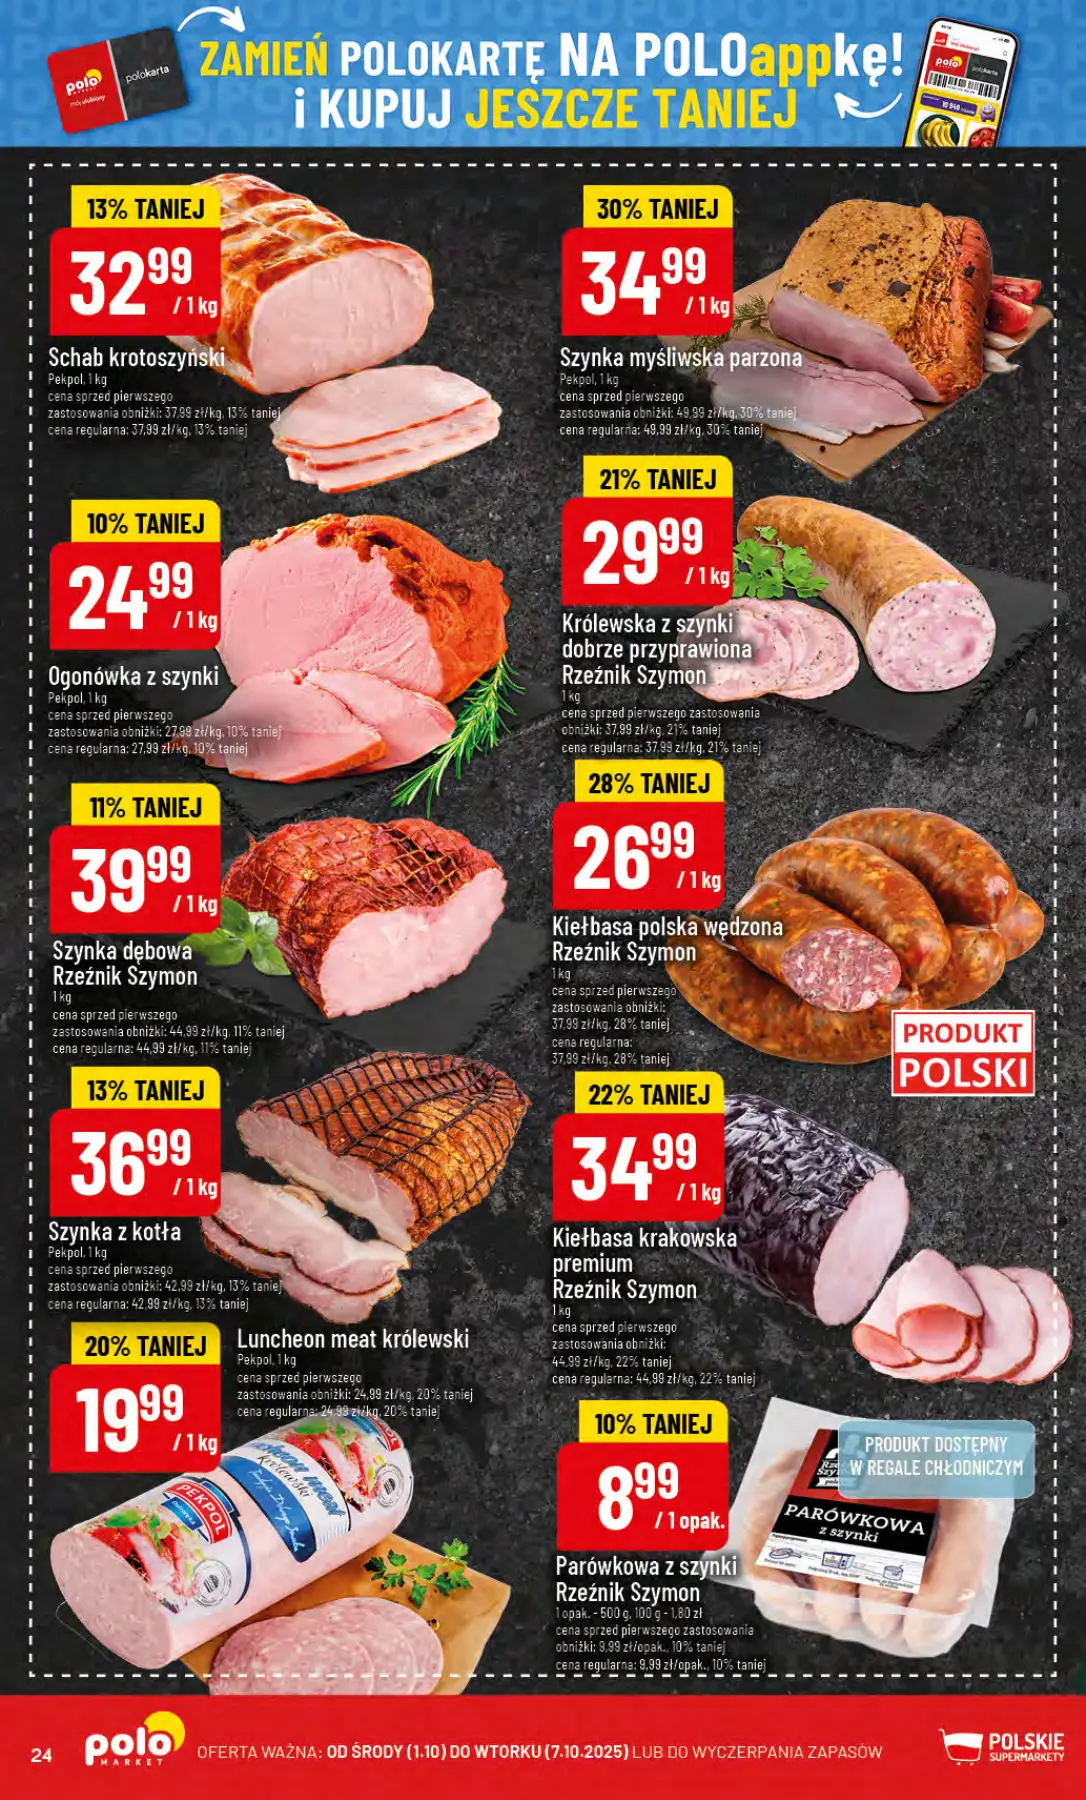 ZAMIEŃ POLOKARTĘ NA POLOappkę!
i KUPUJ JESZCZE TANIEJ
polo
MARKET
mój ulubiony
polokarta
13% TANIEJ
32 99
/ 1 kg
Schab krotoszyński
Pekpol, 1 kg
cena sprzed pierwszego
zastosowania obniżki: 37,99 zł/kg, 13% taniej
cena regularna: 37,99 zł/kg, 13% taniej
30% TANIEJ
34 99
/ 1 kg
Szynka myśliwska parzona
Pekpol, 1 kg
cena sprzed pierwszego
zastosowania obniżki: 49,99 zł/kg, 30% taniej
cena regularna: 49,99 zł/kg, 30% taniej
10% TANIEJ
24 99
/ 1 kg
Ogonówka z szynki
Pekpol, 1 kg
cena sprzed pierwszego
zastosowania obniżki: 27,99 zł/kg, 10% taniej
cena regularna: 27,99 zł/kg, 10% taniej
21% TANIEJ
29 99
/ 1 kg
Królewska z szynki
dobrze przyprawiona
Rzeźnik Szymon
1 kg
cena sprzed pierwszego zastosowania
obniżki: 37,99 zł/kg, 21% taniej
cena regularna: 37,99 zł/kg, 21% taniej
11% TANIEJ
39 99
/ 1 kg
Szynka dębowa
Rzeźnik Szymon
1 kg
cena sprzed pierwszego
zastosowania obniżki: 44,99 zł/kg, 11% taniej
cena regularna: 44,99 zł/kg, 11% taniej
28% TANIEJ
26 99
/ 1 kg
Kiełbasa polska wędzona
Rzeźnik Szymon
1 kg
cena sprzed pierwszego
zastosowania obniżki:
37,99 zł/kg, 28% taniej
cena regularna:
37,99 zł/kg, 28% taniej
PRODUKT
POLSKI
13% TANIEJ
36 99
/ 1 kg
Szynka z kotła
Pekpol, 1 kg
cena sprzed pierwszego
zastosowania obniżki: 42,99 zł/kg, 13% taniej
cena regularna: 42,99 zł/kg, 13% taniej
22% TANIEJ
34 99
/ 1 kg
Kiełbasa krakowska
premium
Rzeźnik Szymon
1 kg
cena sprzed pierwszego
zastosowania obniżki:
44,99 zł/kg, 22% taniej
cena regularna: 44,99 zł/kg, 22% taniej
20% TANIEJ
19 99
/ 1 kg
Luncheon meat królewski
Pekpol, 1 kg
cena sprzed pierwszego
zastosowania obniżki: 24,99 zł/kg, 20% taniej
cena regularna: 24,99 zł/kg, 20% taniej
PEKPOL
luncheon meat
królewski
10% TANIEJ
8 99
/ 1 opak.
Parówkowa z szynki
Rzeźnik Szymon
1 opak. - 500 g, 100 g - 1,80 zł
cena sprzed pierwszego zastosowania
obniżki: 9,99 zł/opak., 10% taniej
cena regularna: 9,99 zł/opak., 10% taniej
PRODUKT DOSTĘPNY
W REGALE CHŁODNICZYM
PARÓWKOWA
z szynki
24
polo
MARKET
OFERTA WAŻNA: OD ŚRODY (1.10) DO WTORKU (7.10.2025) LUB DO WYCZERPANIA ZAPASÓW
POLSKIE
SUPERMARKETY